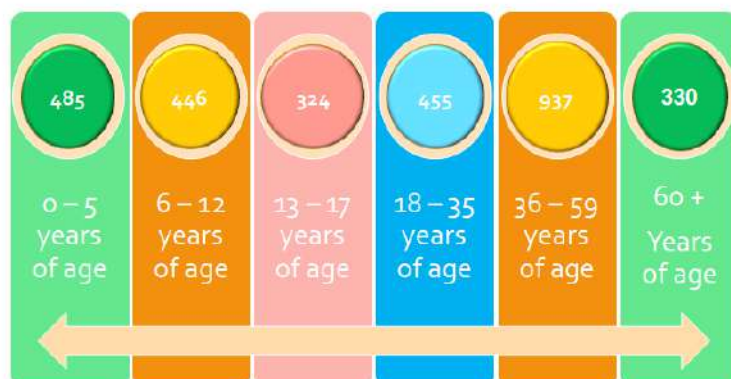 485
446
324
455
937
330
0 – 5
years
of age
6 – 12
years
of age
13 – 17
years
of age
18 – 35
years
of age
36 – 59
years
of age
60 +
Years
of age